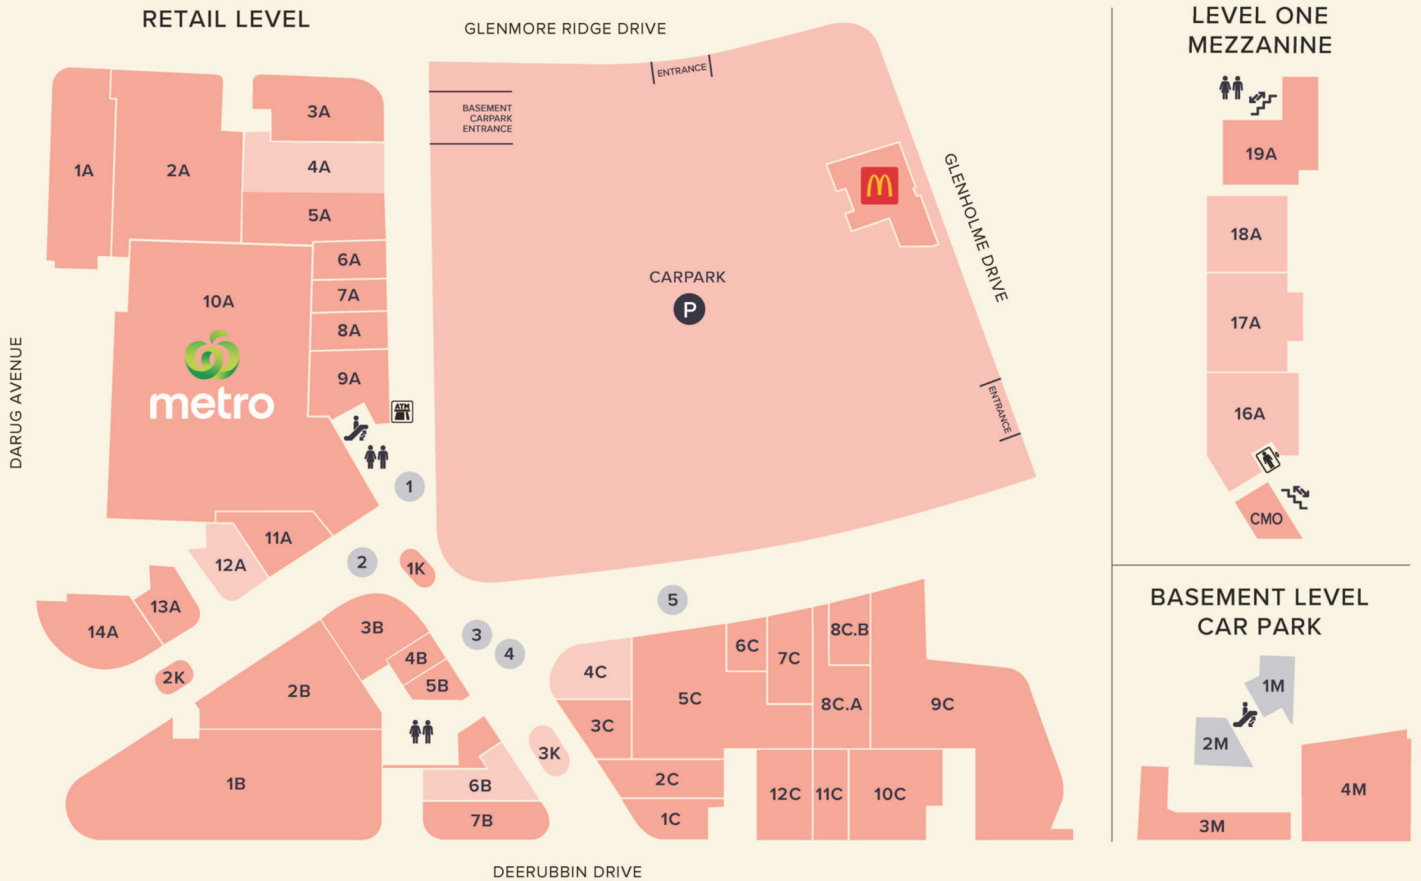 RETAIL LEVEL
GLENMORE RIDGE DRIVE
ENTRANCE
BASEMENT
CARPARK
ENTRANCE
3A
1A
2A
4A
5A
6A
7A
8A
9A
10A
metro
ATM
DARUG AVENUE
CARPARK
P
GLENHOLME DRIVE
ENTRANCE
1
2
1K
11A
12A
13A
14A
2K
3
4
5
3B
4B
5B
2B
1B
6B
7B
3K
4C
3C
5C
6C
7C
8C.B
8C.A
9C
2C
1C
12C
11C
10C
DEERUBBIN DRIVE
LEVEL ONE
MEZZANINE
19A
18A
17A
16A
CMO
BASEMENT LEVEL
CAR PARK
1M
2M
3M
4M